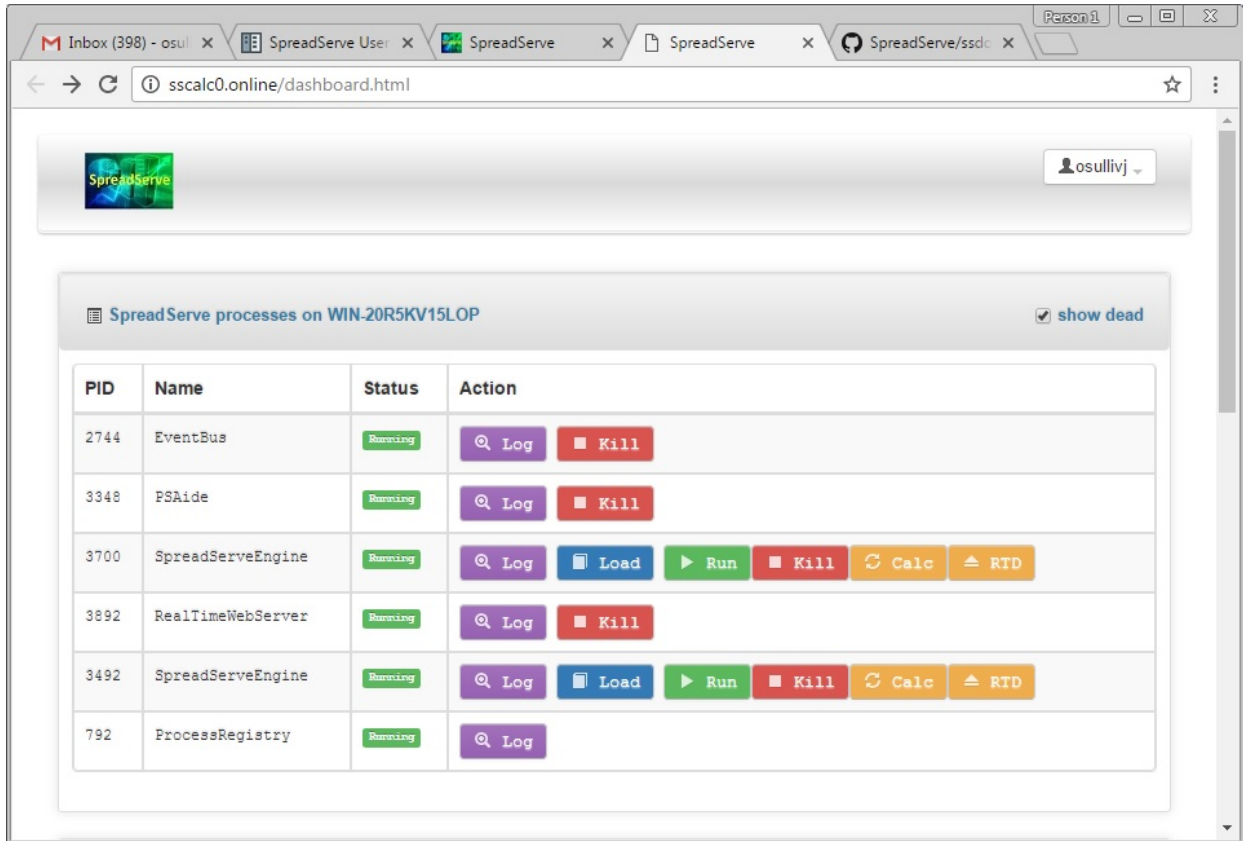 Person 1
Inbox (398) - osul
SpreadServe User
SpreadServe
SpreadServe
SpreadServe/ssdc
sscalc0.online/dashboard.html
SpreadServe
osullivj
SpreadServe processes on WIN-20R5KV15LOP
show dead
PID Name Status Action
2744 EventBus Running Log Kill
3348 PSAide Running Log Kill
3700 SpreadServeEngine Running Log Load Run Kill Calc RTD
3892 RealTimeWebServer Running Log Kill
3492 SpreadServeEngine Running Log Load Run Kill Calc RTD
792 ProcessRegistry Running Log